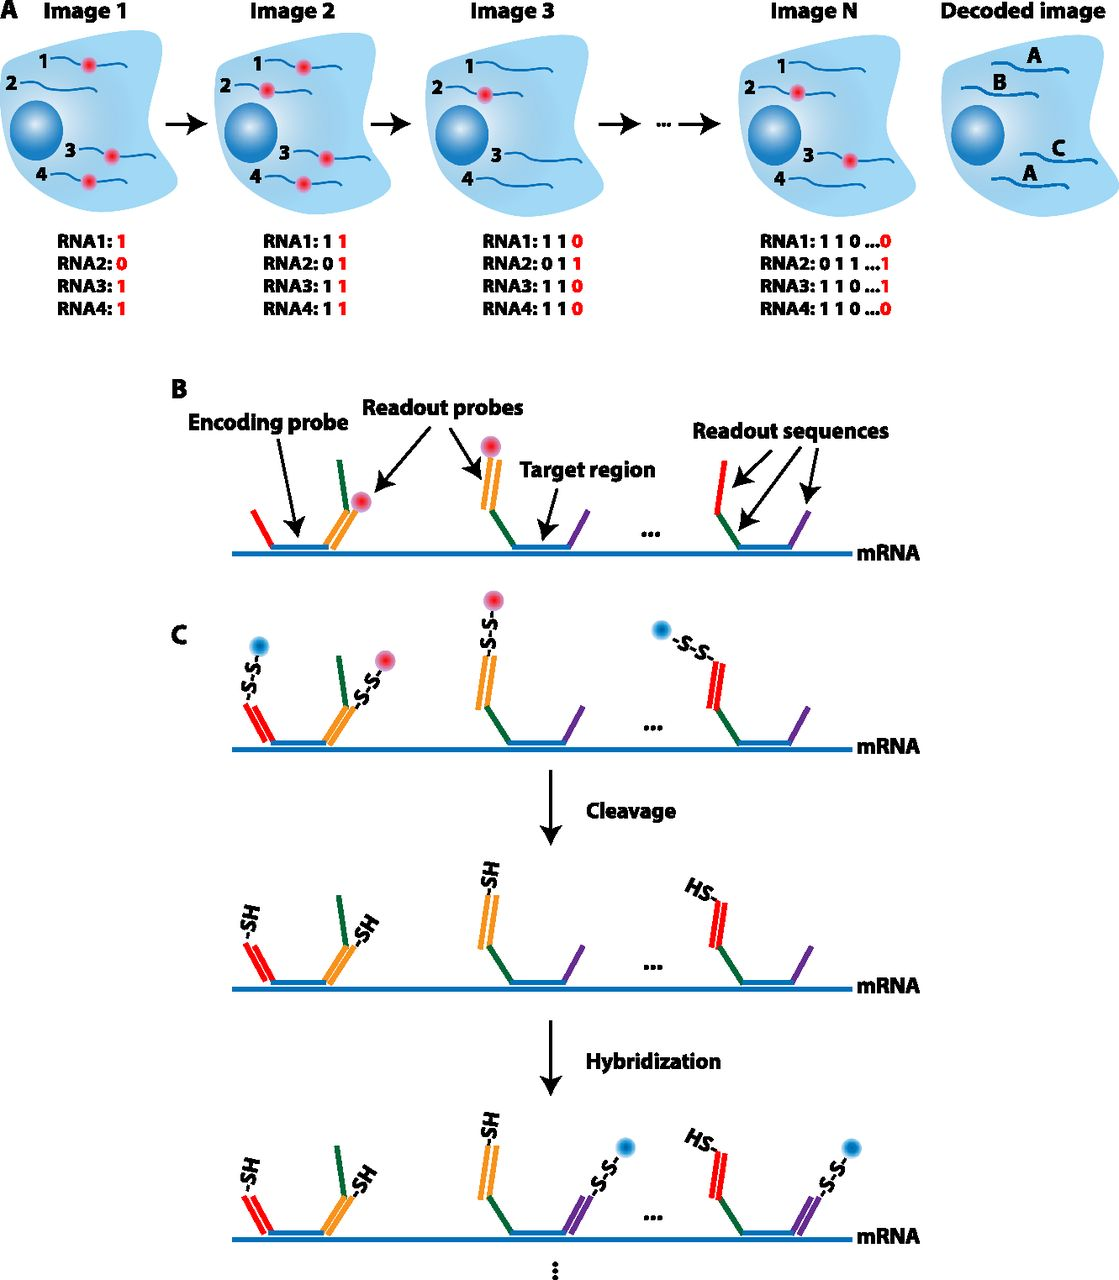 A
Image 1 Image 2 Image 3 Image N Decoded image
1
2
3
4
1
2
3
4
1
2
3
4
...
1
2
3
4
A
B
C
A
RNA1: 1 RNA1: 1 1 RNA1: 1 1 0 RNA1: 1 1 0 ...0
RNA2: 0 RNA2: 0 1 RNA2: 0 1 1 RNA2: 0 1 1 ...1
RNA3: 1 RNA3: 1 1 RNA3: 1 1 0 RNA3: 1 1 0 ...1
RNA4: 1 RNA4: 1 1 RNA4: 1 1 0 RNA4: 1 1 0 ...0
B
Encoding probe
Readout probes
Target region
Readout sequences
...
mRNA
C
-S-S-
-S-S-
-S-S-
-S-S-
...
mRNA
Cleavage
-SH
-SH
-SH
HS-
...
mRNA
Hybridization
-SH
-SH
-SH
-S-S-
HS-
-S-S-
...
mRNA
...